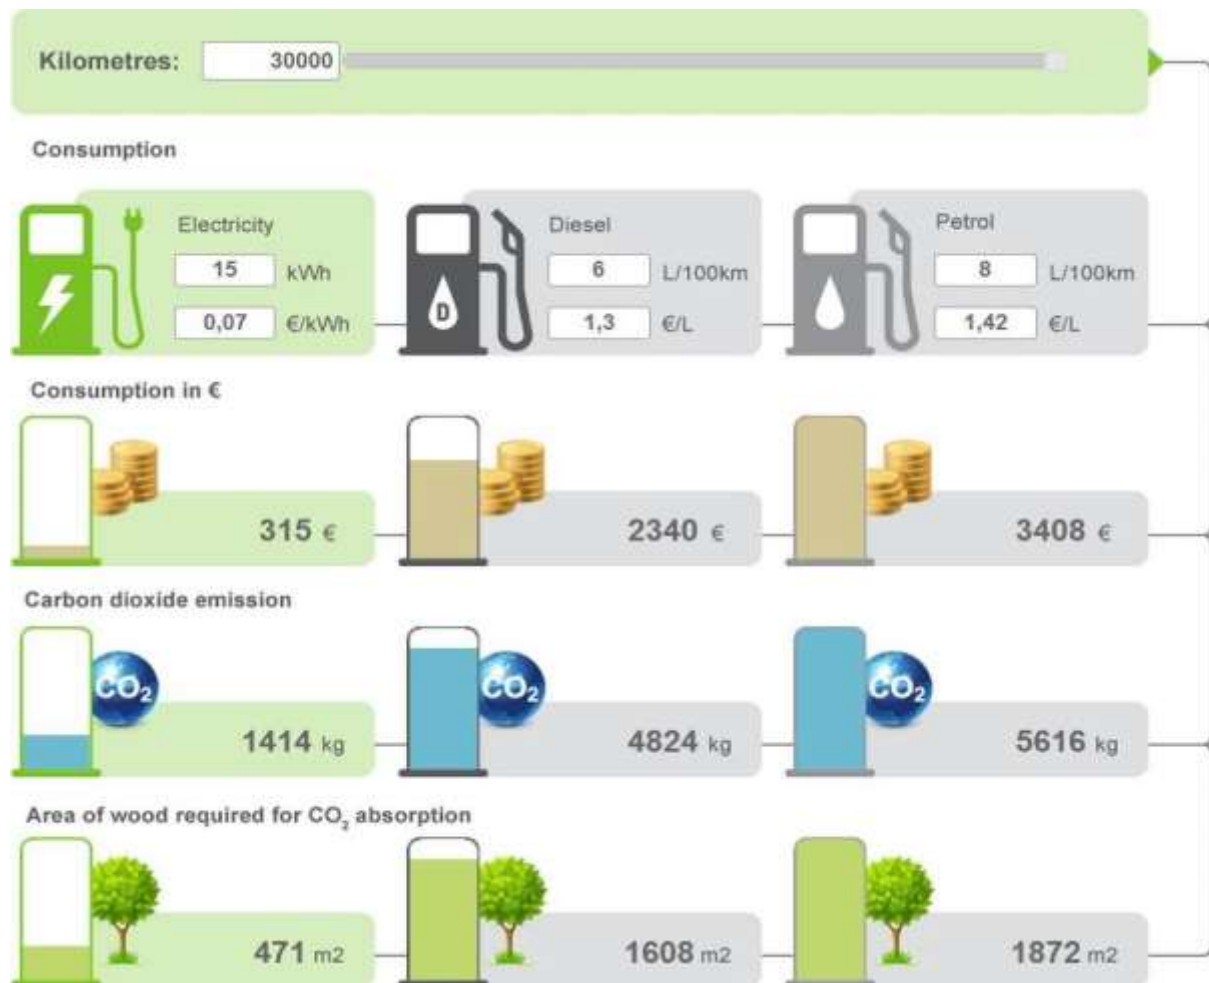 Kilometres: 30000
Consumption
Electricity
15 kWh
0,07 €/kWh
Diesel
6 L/100km
1,3 €/L
D
Petrol
8 L/100km
1,42 €/L
Consumption in €
315 €
2340 €
3408 €
Carbon dioxide emission
CO₂
1414 kg
CO₂
4824 kg
CO₂
5616 kg
Area of wood required for CO₂ absorption
471 m2
1608 m2
1872 m2